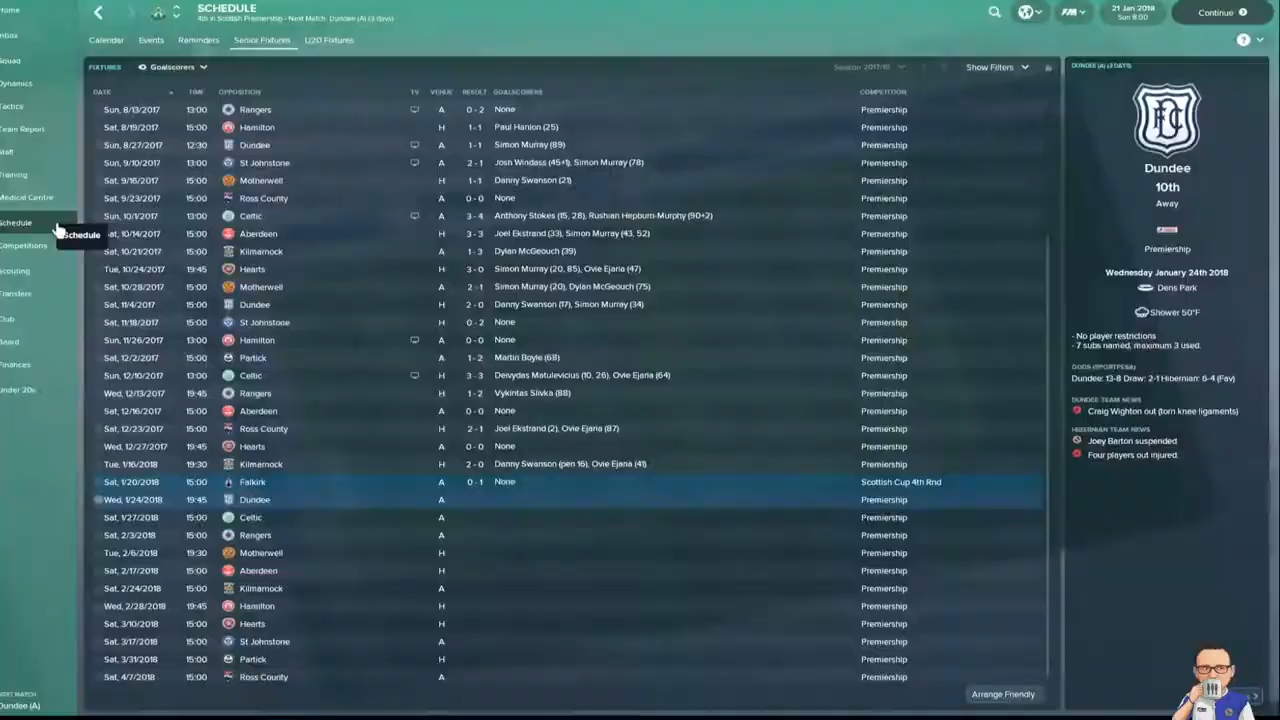 SCHEDULE
4th in Scottish Premiership - Next Match: Dundee (A) (3 days)
21 Jan 2018
Sun 8:00
Continue
Calendar Events Reminders Senior Fixtures U20 Fixtures
Home
Inbox
Squad
Dynamics
Tactics
Team Report
Staff
Training
Medical Centre
Schedule
Schedule
Competitions
Scouting
Transfers
Club
Board
Finances
Under 20s
NEXT MATCH
Dundee (A)
FIXTURES Goalscorers Season 2017/18 Show Filters
DATE TIME OPPOSITION TV VENUE RESULT GOALSCORERS COMPETITION
Sun, 8/13/2017 13:00 Rangers A 0 - 2 None Premiership
Sat, 8/19/2017 15:00 Hamilton H 1 - 1 Paul Hanlon (25) Premiership
Sun, 8/27/2017 12:30 Dundee A 1 - 1 Simon Murray (89) Premiership
Sun, 9/10/2017 13:00 St Johnstone A 2 - 1 Josh Windass (45+1), Simon Murray (78) Premiership
Sat, 9/16/2017 15:00 Motherwell H 1 - 1 Danny Swanson (21) Premiership
Sat, 9/23/2017 15:00 Ross County A 0 - 0 None Premiership
Sun, 10/1/2017 13:00 Celtic A 3 - 4 Anthony Stokes (15, 28), Rushian Hepburn-Murphy (90+2) Premiership
Sat, 10/14/2017 15:00 Aberdeen H 3 - 3 Joel Ekstrand (33), Simon Murray (43, 52) Premiership
Sat, 10/21/2017 15:00 Kilmarnock A 1 - 3 Dylan McGeouch (39) Premiership
Tue, 10/24/2017 19:45 Hearts H 3 - 0 Simon Murray (20, 85), Ovie Ejaria (47) Premiership
Sat, 10/28/2017 15:00 Motherwell A 2 - 1 Simon Murray (20), Dylan McGeouch (75) Premiership
Sat, 11/4/2017 15:00 Dundee H 2 - 0 Danny Swanson (17), Simon Murray (34) Premiership
Sat, 11/18/2017 15:00 St Johnstone H 0 - 2 None Premiership
Sun, 11/26/2017 13:00 Hamilton A 0 - 0 None Premiership
Sat, 12/2/2017 15:00 Partick A 1 - 2 Martin Boyle (68) Premiership
Sun, 12/10/2017 13:00 Celtic H 3 - 3 Deivydas Matulevicius (10, 26), Ovie Ejaria (64) Premiership
Wed, 12/13/2017 19:45 Rangers H 1 - 2 Vykintas Slivka (88) Premiership
Sat, 12/16/2017 15:00 Aberdeen A 0 - 0 None Premiership
Sat, 12/23/2017 15:00 Ross County H 2 - 1 Joel Ekstrand (2), Ovie Ejaria (87) Premiership
Wed, 12/27/2017 19:45 Hearts A 0 - 0 None Premiership
Tue, 1/16/2018 19:30 Kilmarnock H 2 - 0 Danny Swanson (pen 16), Ovie Ejaria (41) Premiership
Sat, 1/20/2018 15:00 Falkirk A 0 - 1 None Scottish Cup 4th Rnd
Wed, 1/24/2018 19:45 Dundee A Premiership
Sat, 1/27/2018 15:00 Celtic A Premiership
Sat, 2/3/2018 15:00 Rangers A Premiership
Tue, 2/6/2018 19:30 Motherwell H Premiership
Sat, 2/17/2018 15:00 Aberdeen H Premiership
Sat, 2/24/2018 15:00 Kilmarnock A Premiership
Wed, 2/28/2018 19:45 Hamilton H Premiership
Sat, 3/10/2018 15:00 Hearts H Premiership
Sat, 3/17/2018 15:00 St Johnstone A Premiership
Sat, 3/31/2018 15:00 Partick H Premiership
Sat, 4/7/2018 15:00 Ross County A Premiership
Arrange Friendly
DUNDEE (A) (3 DAYS)
Dundee
10th
Away
Premiership
Wednesday January 24th 2018
Dens Park
Shower 50°F
- No player restrictions
- 7 subs named, maximum 3 used.
ODDS (SPORTPESA)
Dundee: 13-8 Draw: 2-1 Hibernian: 6-4 (Fav)
DUNDEE TEAM NEWS
Craig Wighton out (torn knee ligaments)
HIBERNIAN TEAM NEWS
Joey Barton suspended
Four players out injured.